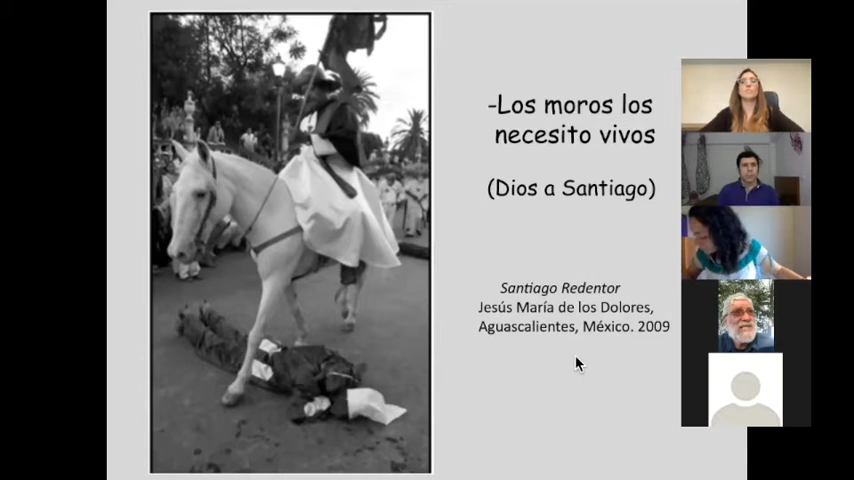 -Los moros los
necesito vivos
(Dios a Santiago)
Santiago Redentor
Jesús María de los Dolores,
Aguascalientes, México. 2009